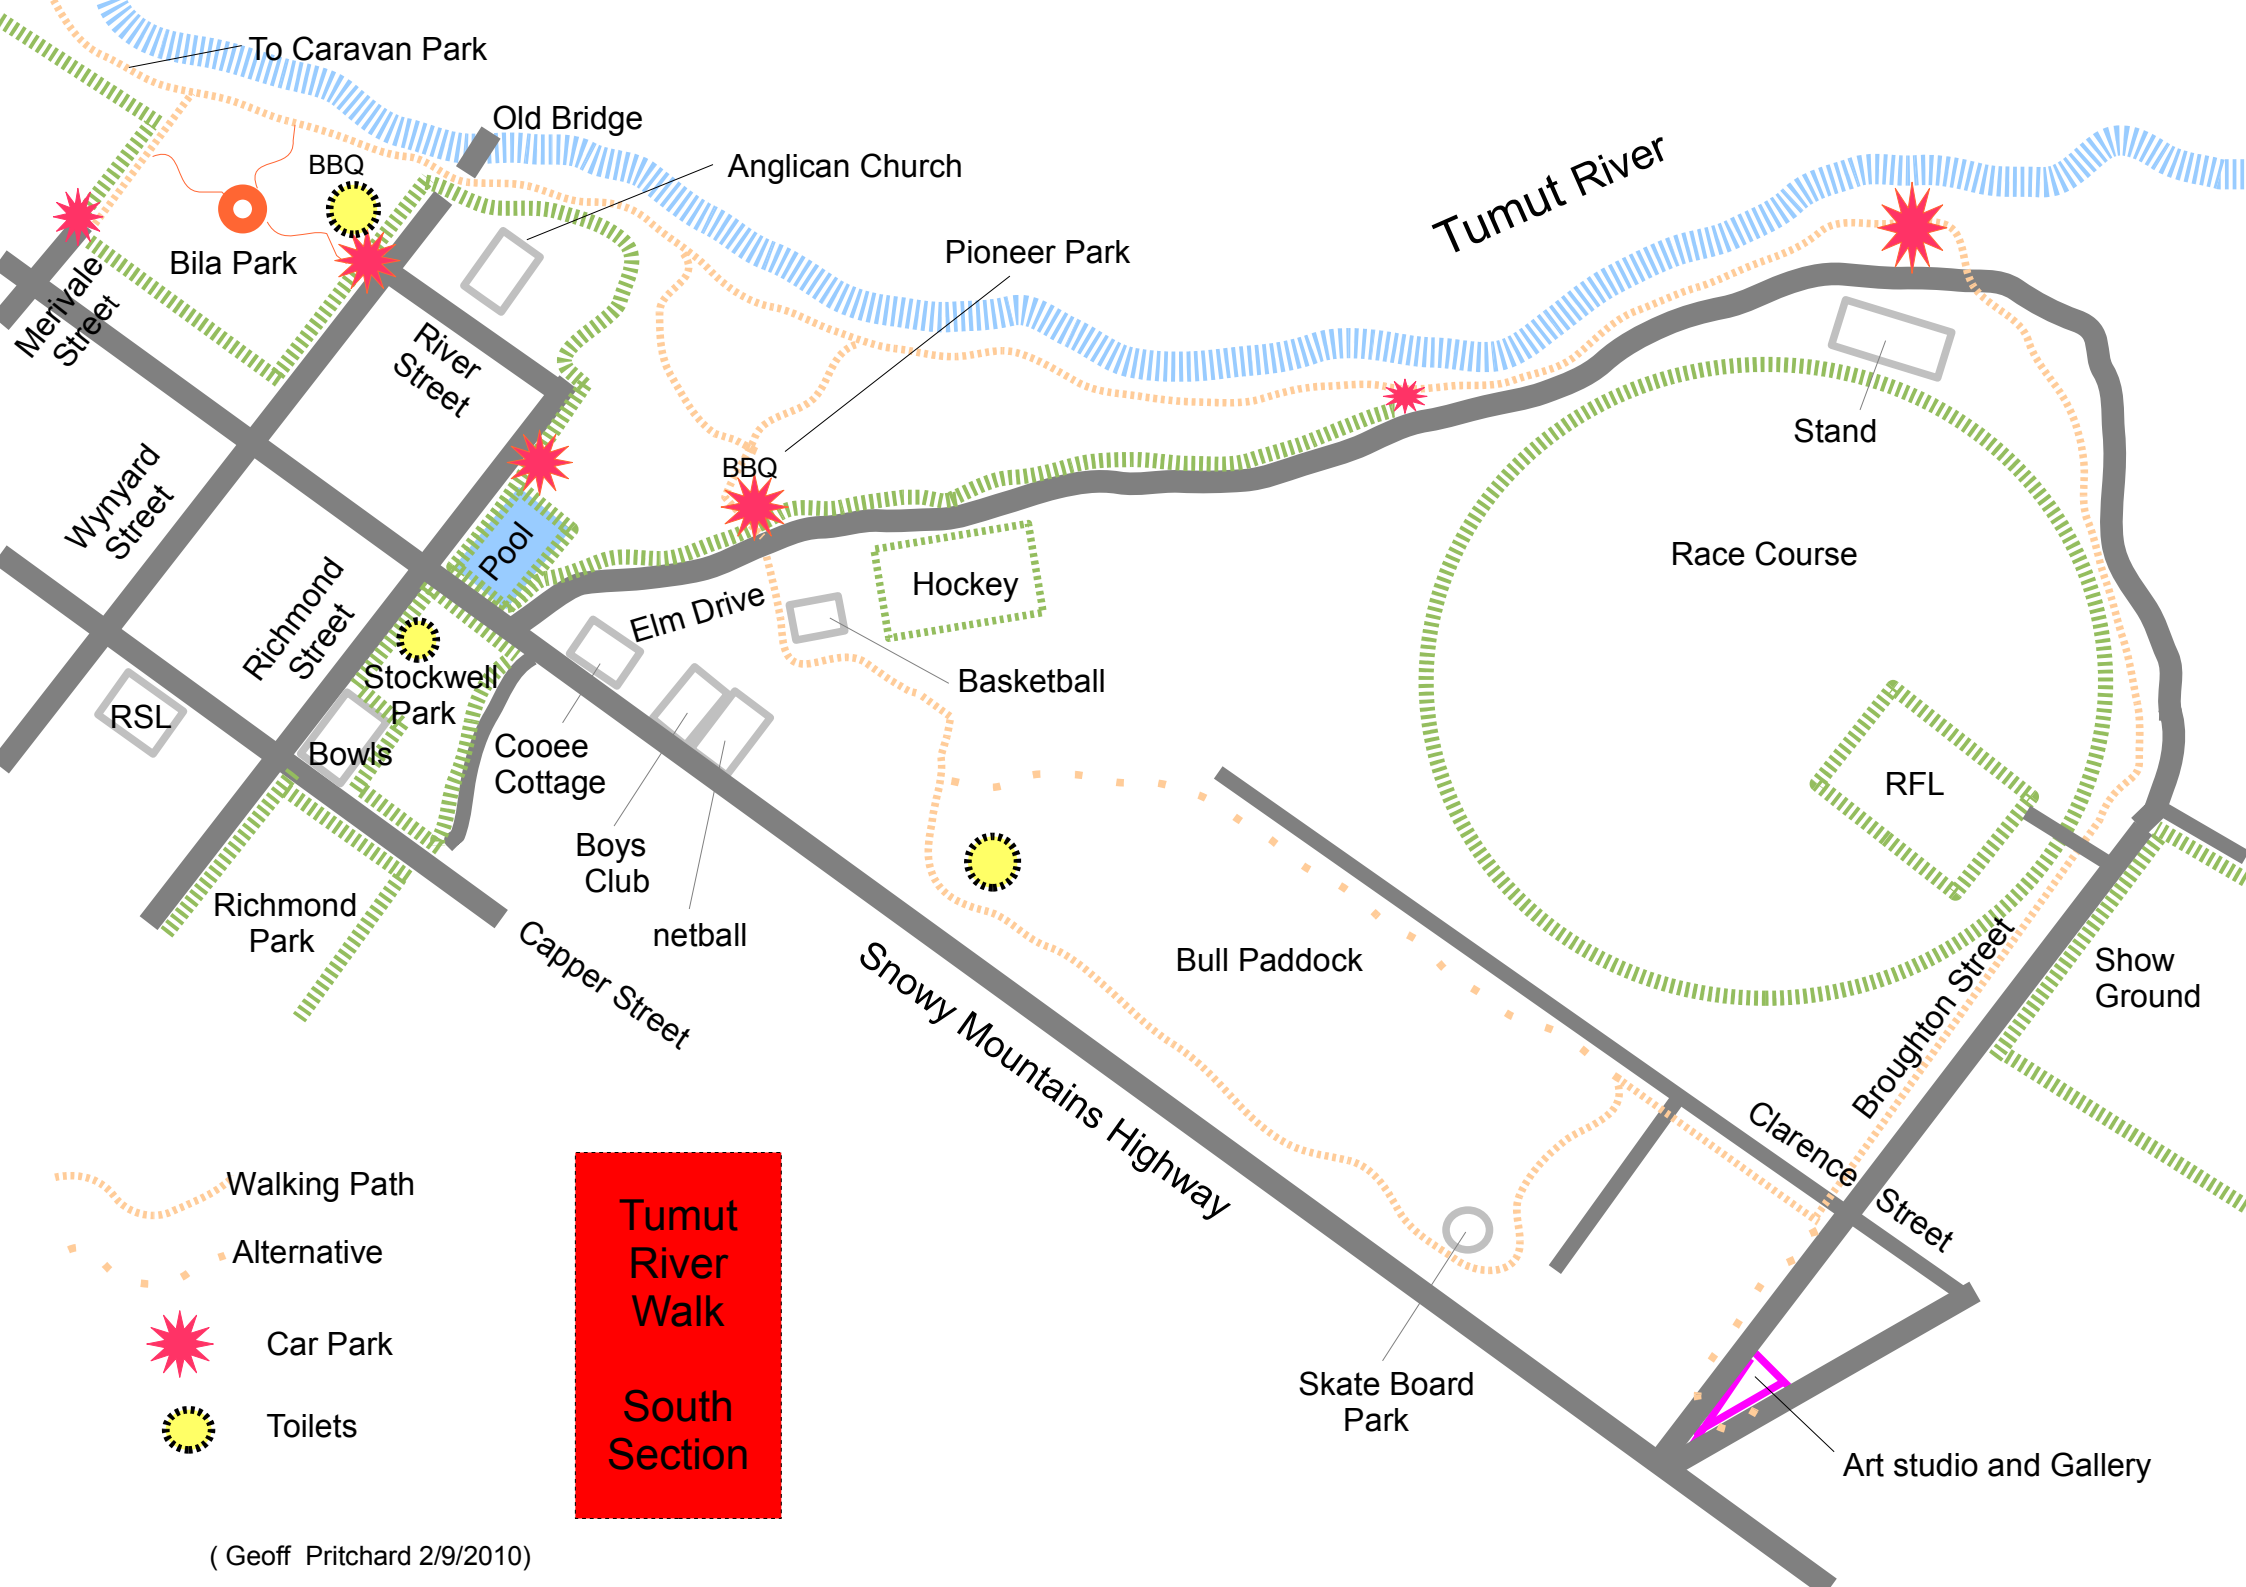 To Caravan Park
Old Bridge
BBQ
Anglican Church
Tumut River
Pioneer Park
Bila Park
Merivale
Street
River
Street
Stand
Wynyard
Street
BBQ
Pool
Race Course
Hockey
Elm Drive
Richmond
Street
Stockwell
Park
Basketball
RSL
Bowls
Cooee
Cottage
RFL
Boys
Club
Richmond
Park
netball
Capper Street
Snowy Mountains Highway
Bull Paddock
Broughton Street
Show
Ground
Clarence Street
Walking Path
Alternative
Car Park
Toilets
Tumut
River
Walk
South
Section
Skate Board
Park
Art studio and Gallery
( Geoff Pritchard 2/9/2010)